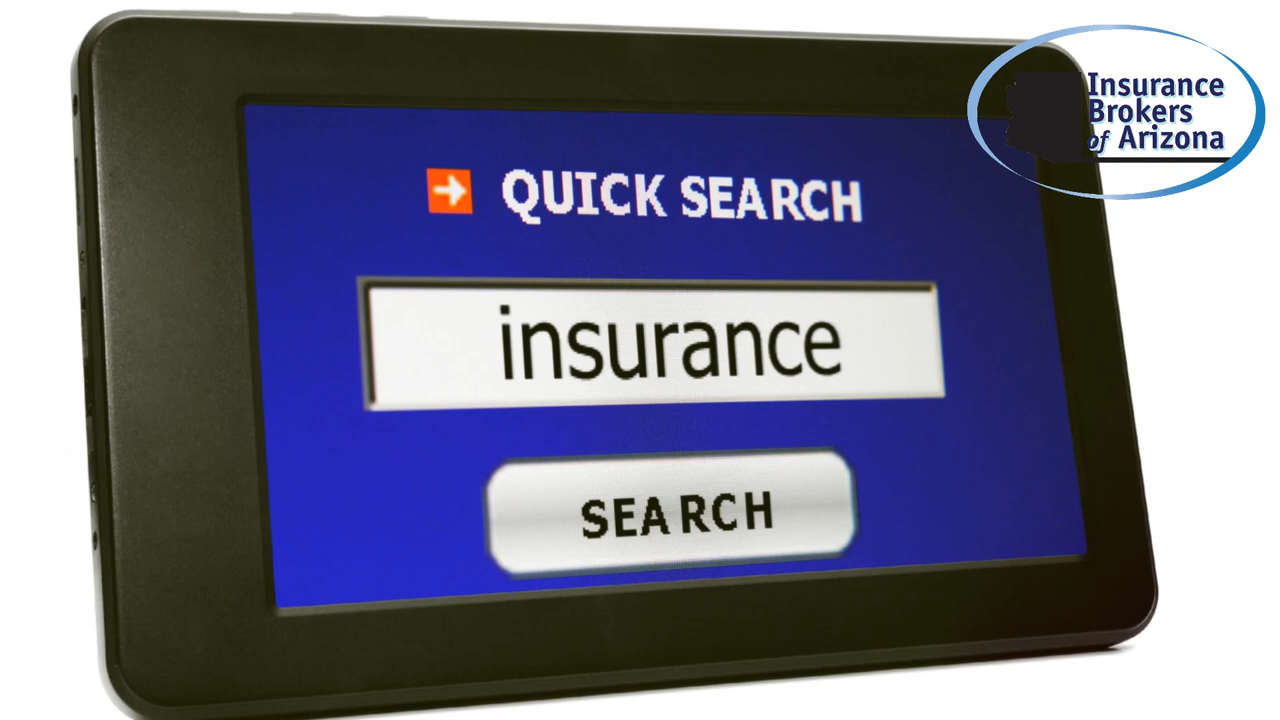 QUICK SEARCH
insurance
SEARCH
Insurance
Brokers
of Arizona